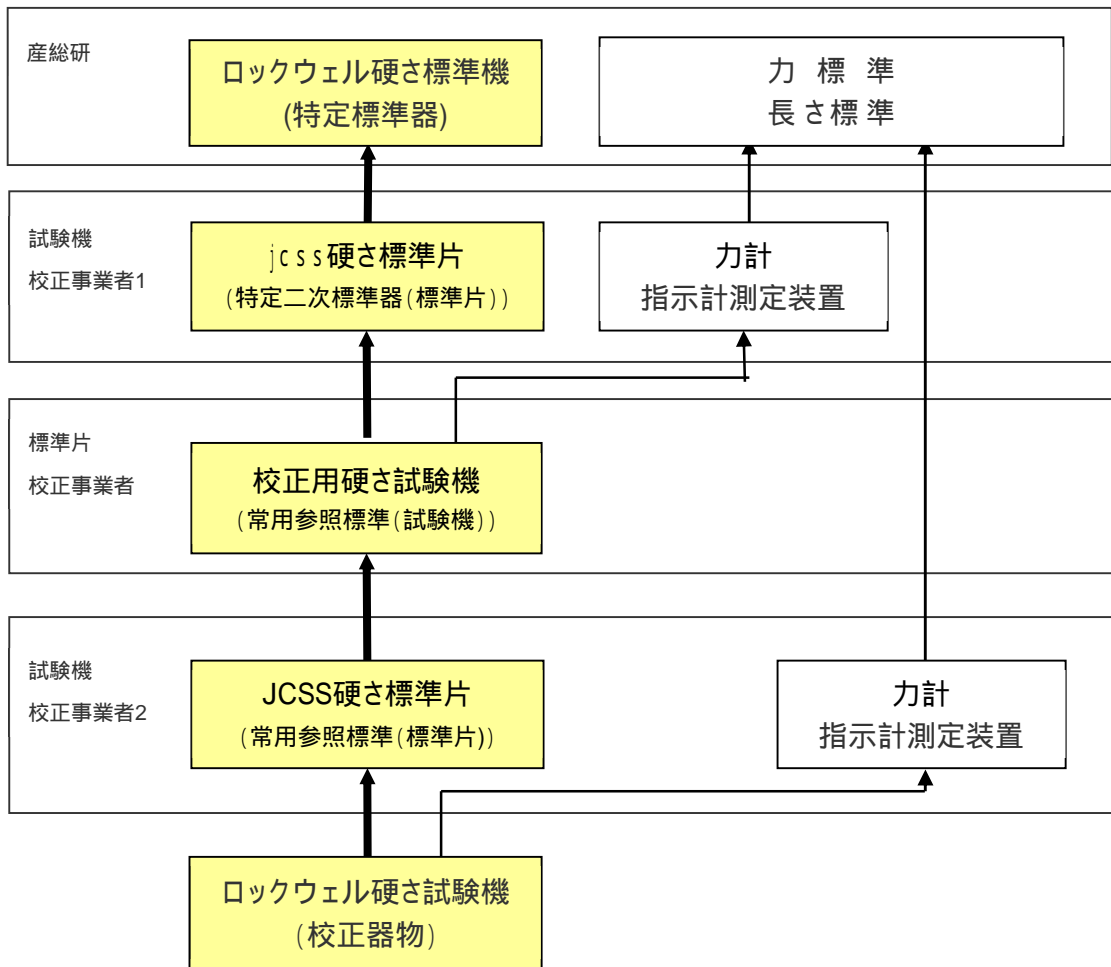 産総研
ロックウェル硬さ標準機
(特定標準器)
力 標 準
長 さ 標 準
試験機
校正事業者1
jcss硬さ標準片
(特定二次標準器(標準片))
力計
指示計測定装置
標準片
校正事業者
校正用硬さ試験機
(常用参照標準(試験機))
試験機
校正事業者2
JCSS硬さ標準片
(常用参照標準(標準片))
力計
指示計測定装置
ロックウェル硬さ試験機
(校正器物)